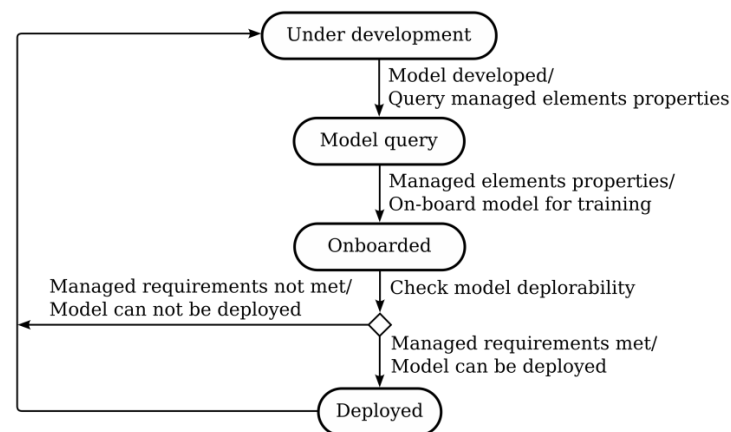 Under development
Model developed/
Query managed elements properties
Model query
Managed elements properties/
On-board model for training
Onboarded
Managed requirements not met/
Model can not be deployed
Check model deplorability
Managed requirements met/
Model can be deployed
Deployed